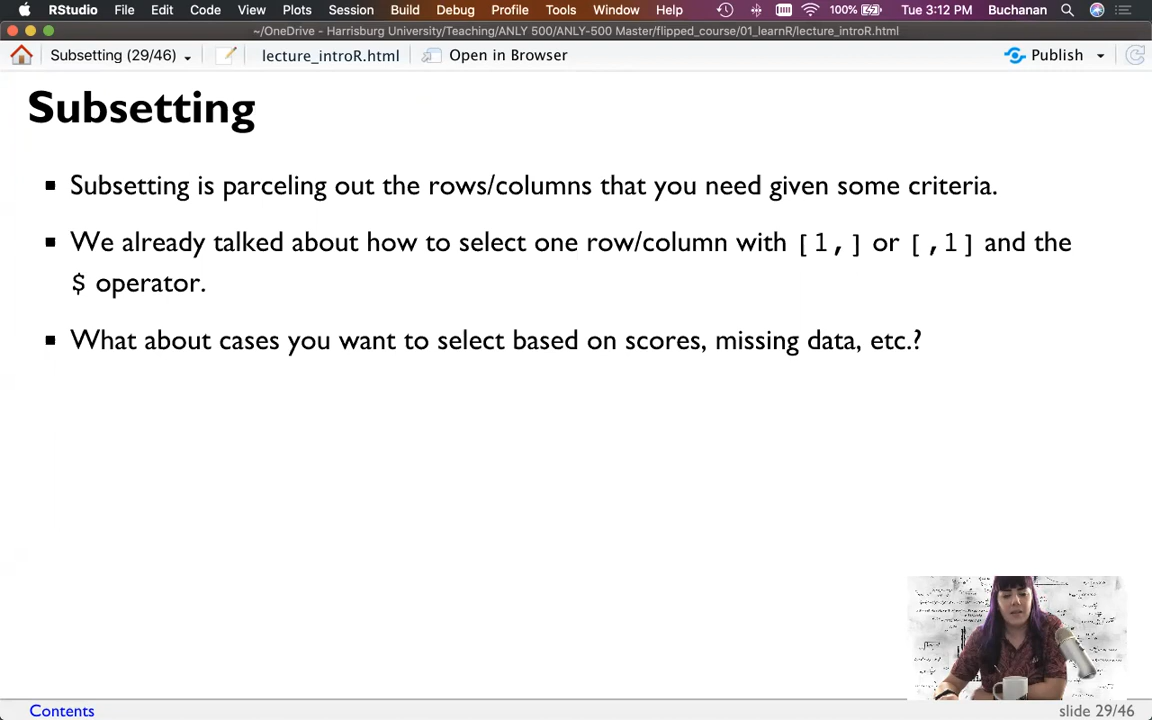 RStudio File Edit Code View Plots Session Build Debug Profile Tools Window Help 100% Tue 3:12 PM Buchanan
~/OneDrive - Harrisburg University/Teaching/ANLY 500/ANLY-500 Master/flipped_course/01_learnR/lecture_introR.html
Subsetting (29/46) lecture_introR.html Open in Browser Publish
Subsetting
Subsetting is parceling out the rows/columns that you need given some criteria.
We already talked about how to select one row/column with [1,] or [,1] and the
$ operator.
What about cases you want to select based on scores, missing data, etc.?
Contents slide 29/46